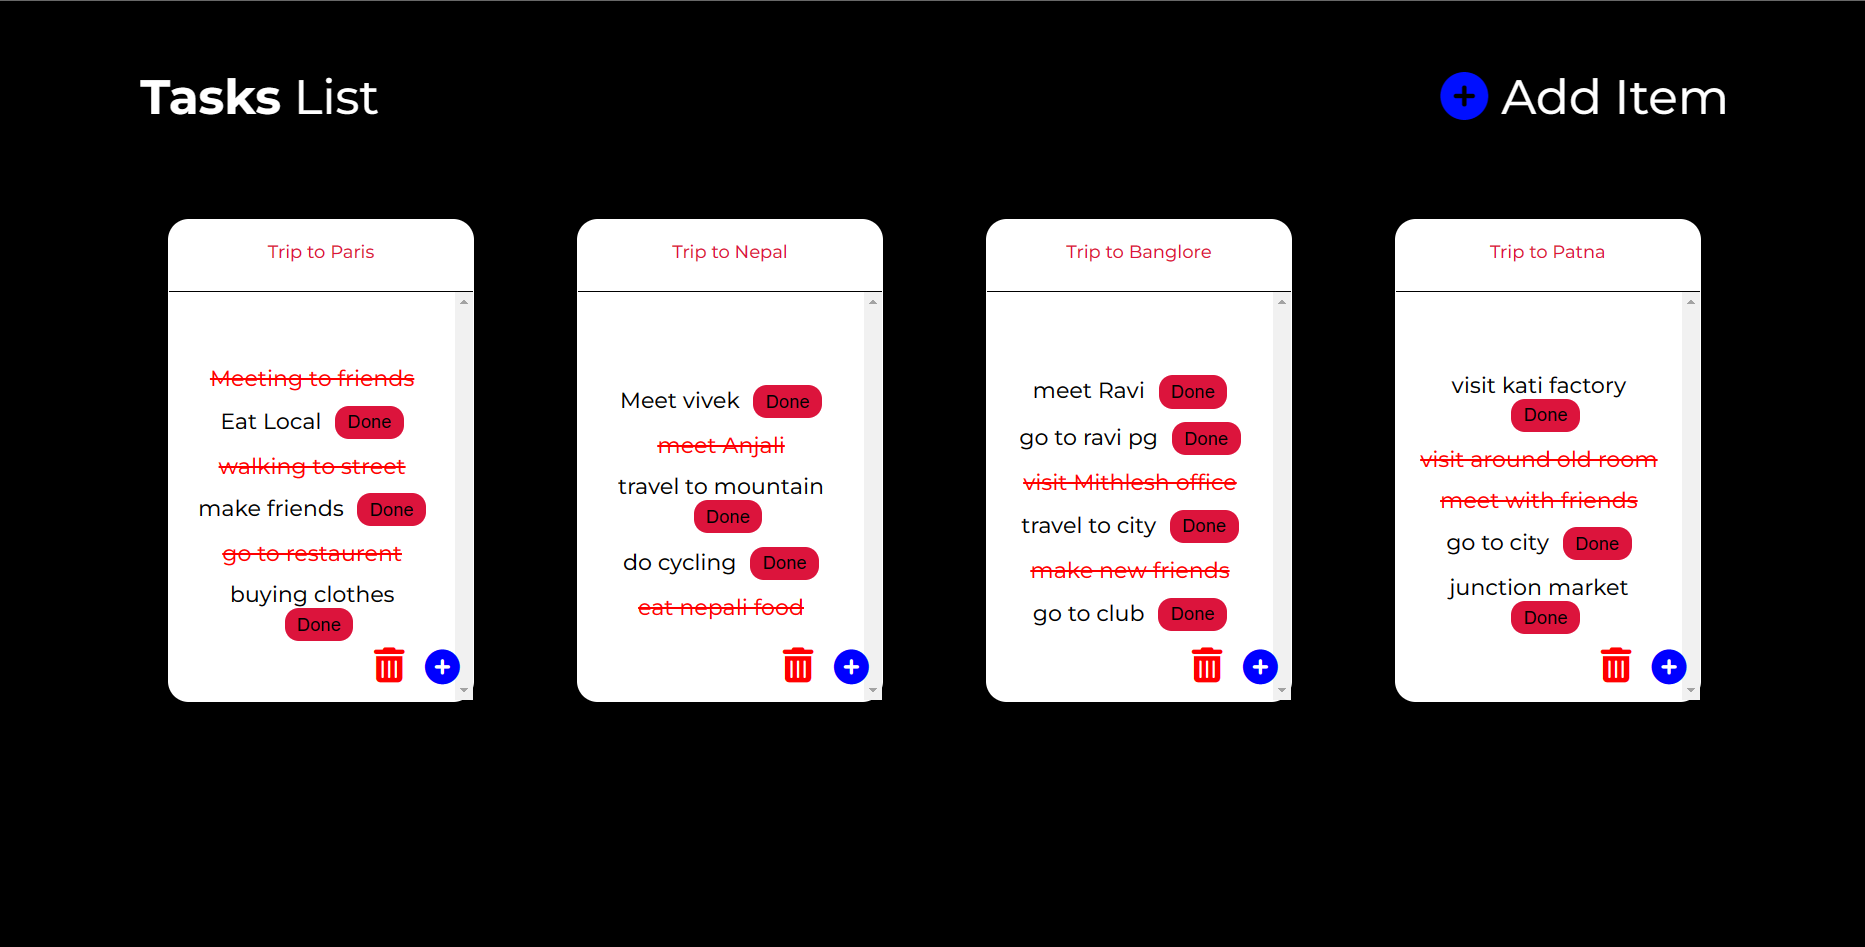 Tasks List
Add Item
Trip to Paris
Meeting to friends
Eat Local Done
walking to street
make friends Done
go to restaurent
buying clothes
Done
Trip to Nepal
Meet vivek Done
meet Anjali
travel to mountain
Done
do cycling Done
eat nepali food
Trip to Banglore
meet Ravi Done
go to ravi pg Done
visit Mithlesh office
travel to city Done
make new friends
go to club Done
Trip to Patna
visit kati factory
Done
visit around old room
meet with friends
go to city Done
junction market
Done